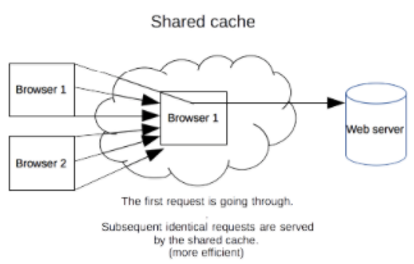 Shared cache
Browser 1
Browser 1
Web server
Browser 2
The first request is going through.
Subsequent identical requests are served
by the shared cache.
(more efficient)